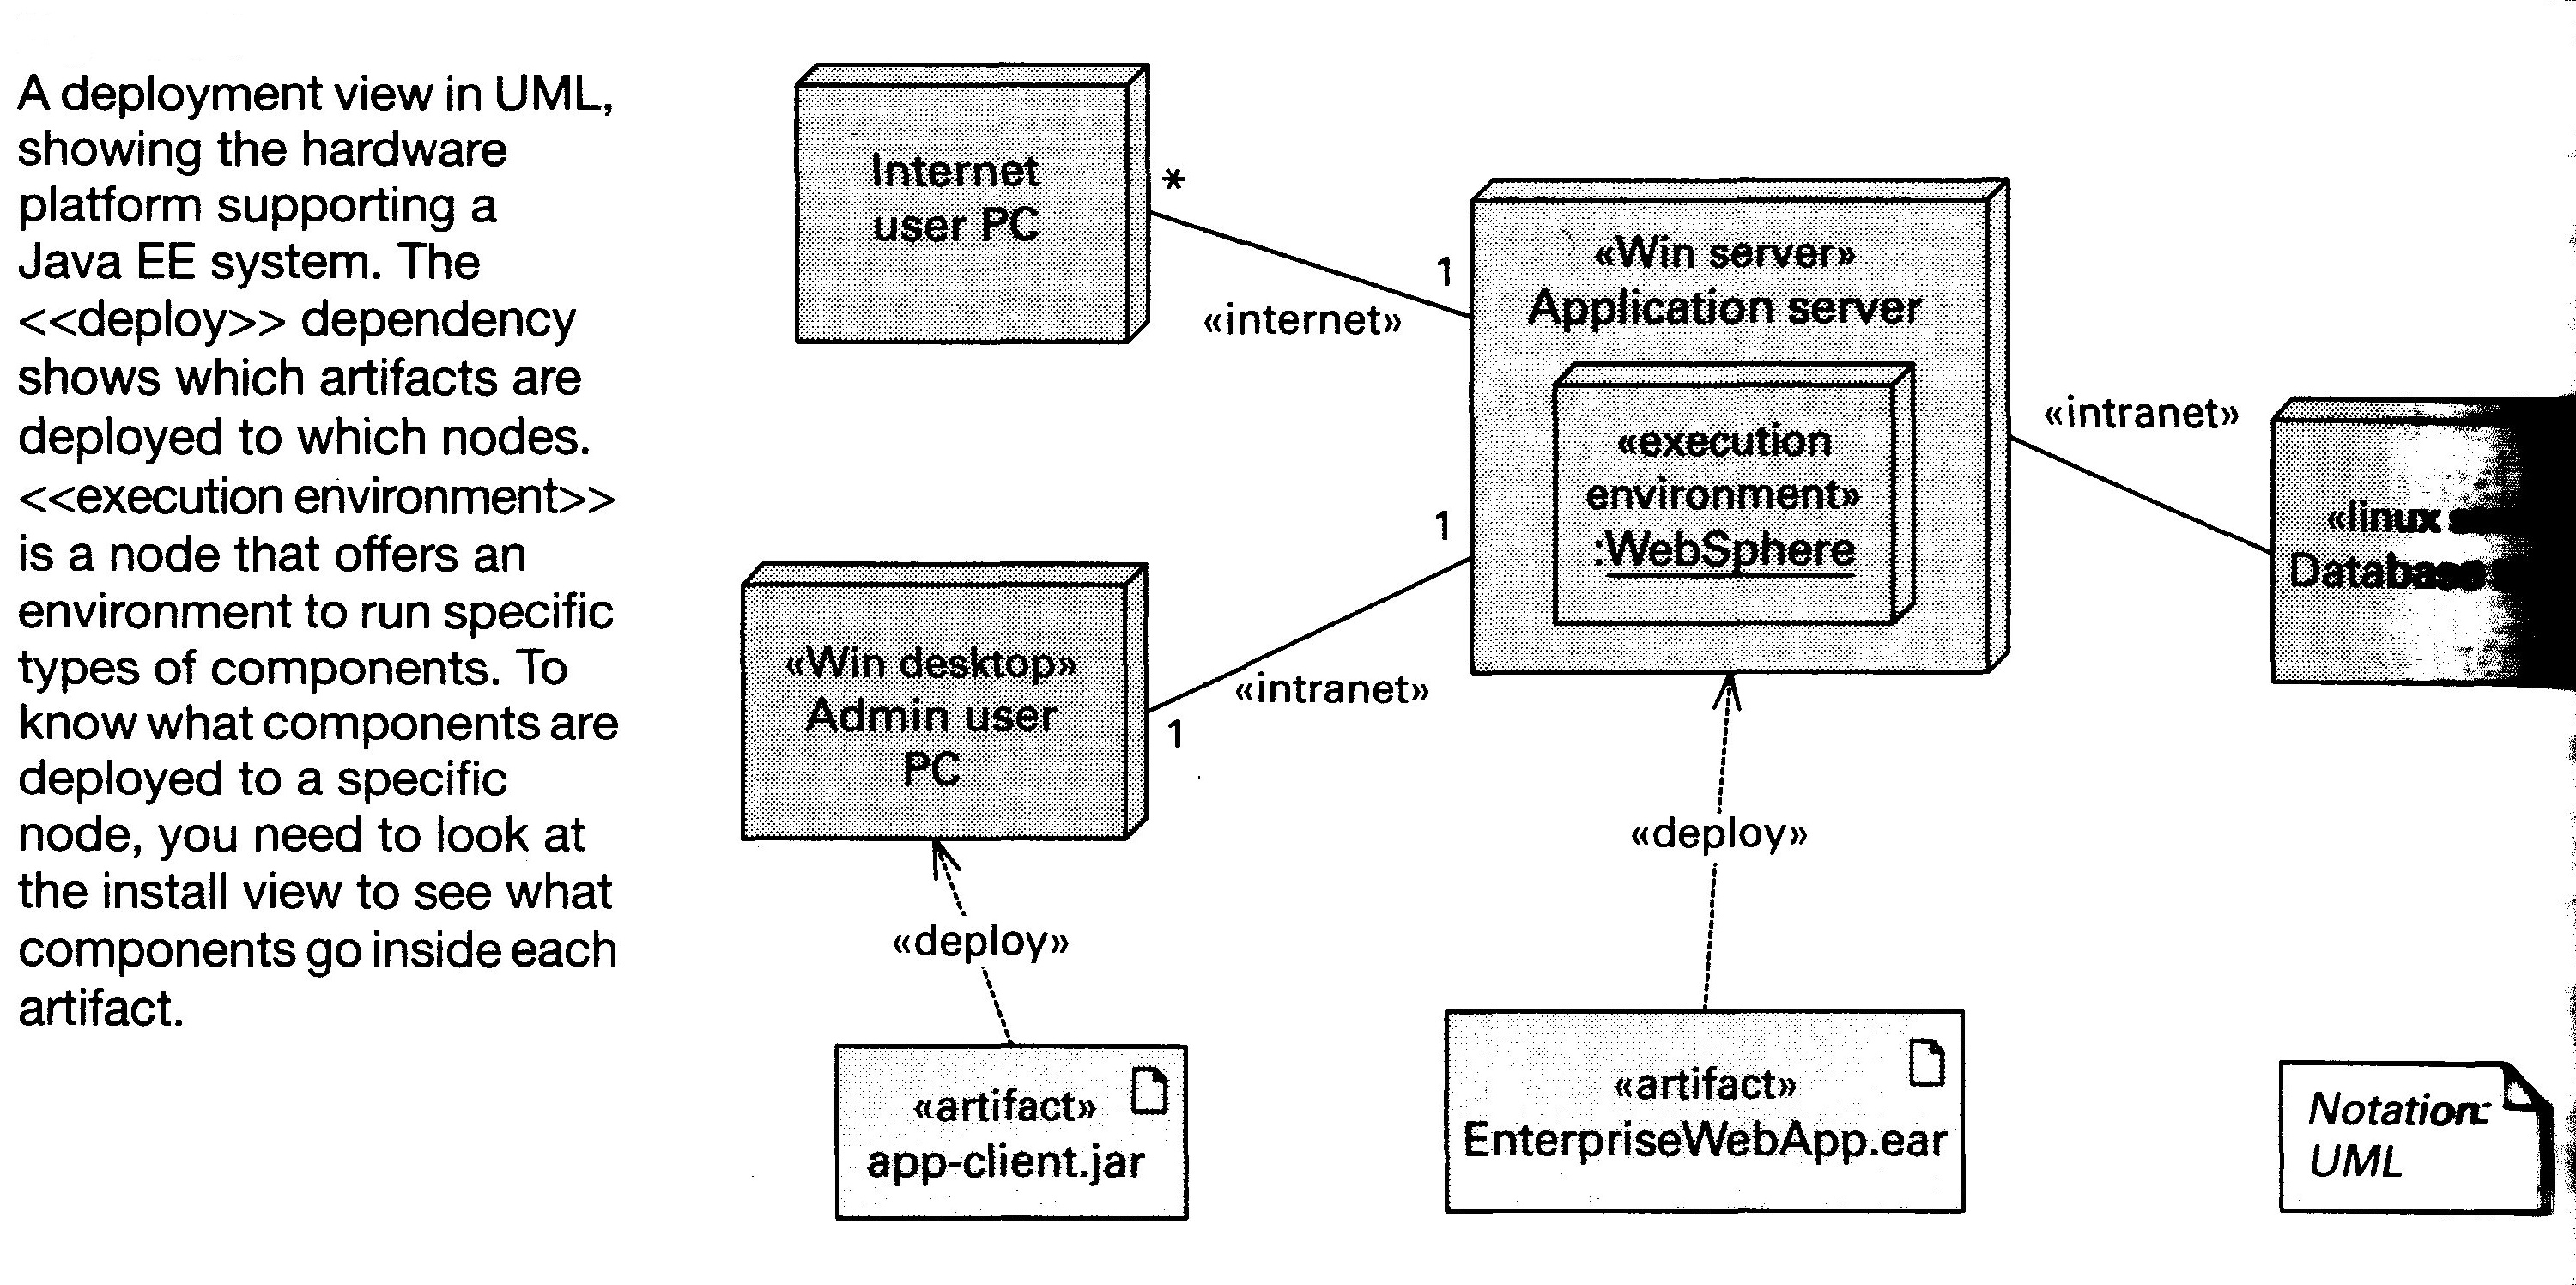 A deployment view in UML,
showing the hardware
platform supporting a
Java EE system. The
<<deploy>> dependency
shows which artifacts are
deployed to which nodes.
<<execution environment>>
is a node that offers an
environment to run specific
types of components. To
know what components are
deployed to a specific
node, you need to look at
the install view to see what
components go inside each
artifact.
Internet
user PC
*
1
«internet»
«Win server»
Application server
«execution
environment»
:WebSphere
«intranet»
«linux
Database
1
«Win desktop»
Admin user
PC
1
«intranet»
«deploy»
«deploy»
«artifact»
app-client.jar
«artifact»
EnterpriseWebApp.ear
Notation:
UML